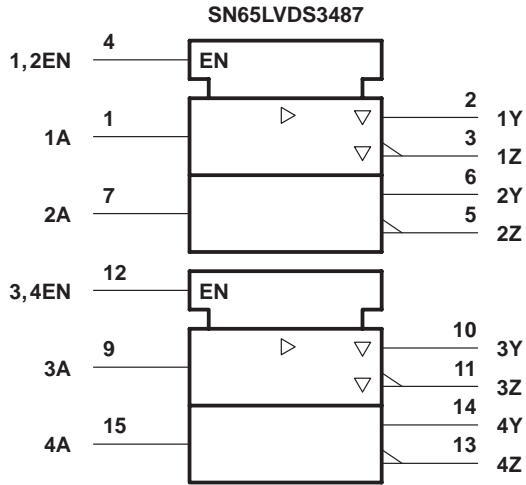 SN65LVDS3487
1,2EN 4 EN
1A 1
2 1Y
3 1Z
2A 7
6 2Y
5 2Z
3,4EN 12 EN
3A 9
10 3Y
11 3Z
4A 15
14 4Y
13 4Z